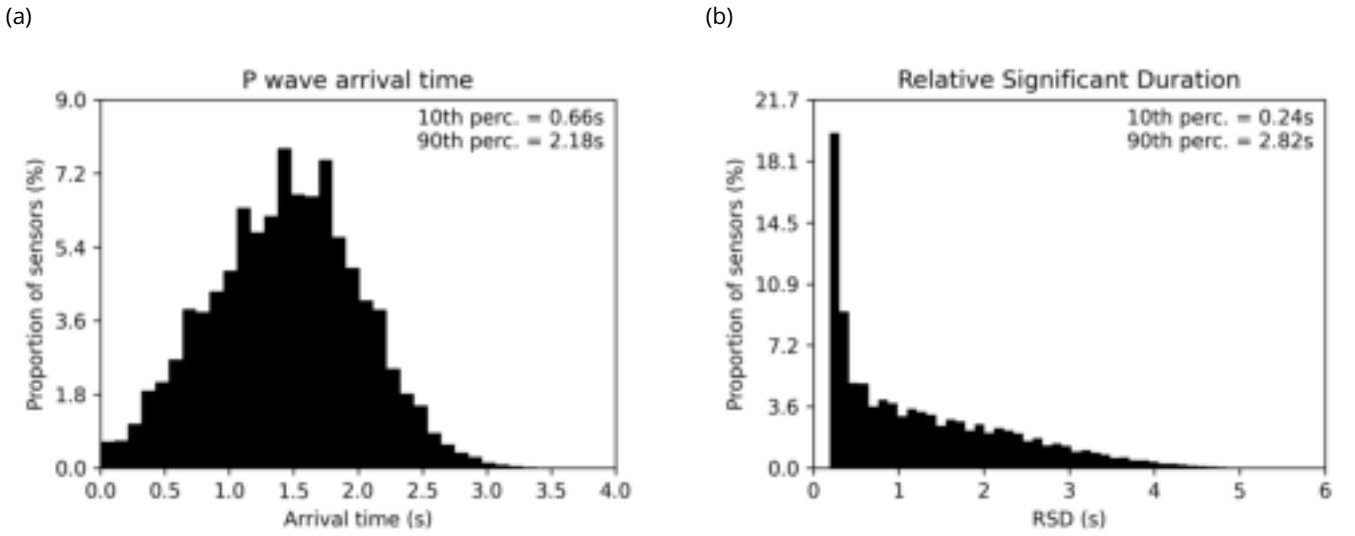 (a)
P wave arrival time
10th perc. = 0.66s
90th perc. = 2.18s
Proportion of sensors (%)
9.0
7.2
5.4
3.6
1.8
0.0
0.0 0.5 1.0 1.5 2.0 2.5 3.0 3.5 4.0
Arrival time (s)
(b)
Relative Significant Duration
10th perc. = 0.24s
90th perc. = 2.82s
Proportion of sensors (%)
21.7
18.1
14.5
10.9
7.2
3.6
0.0
0 1 2 3 4 5 6
RSD (s)